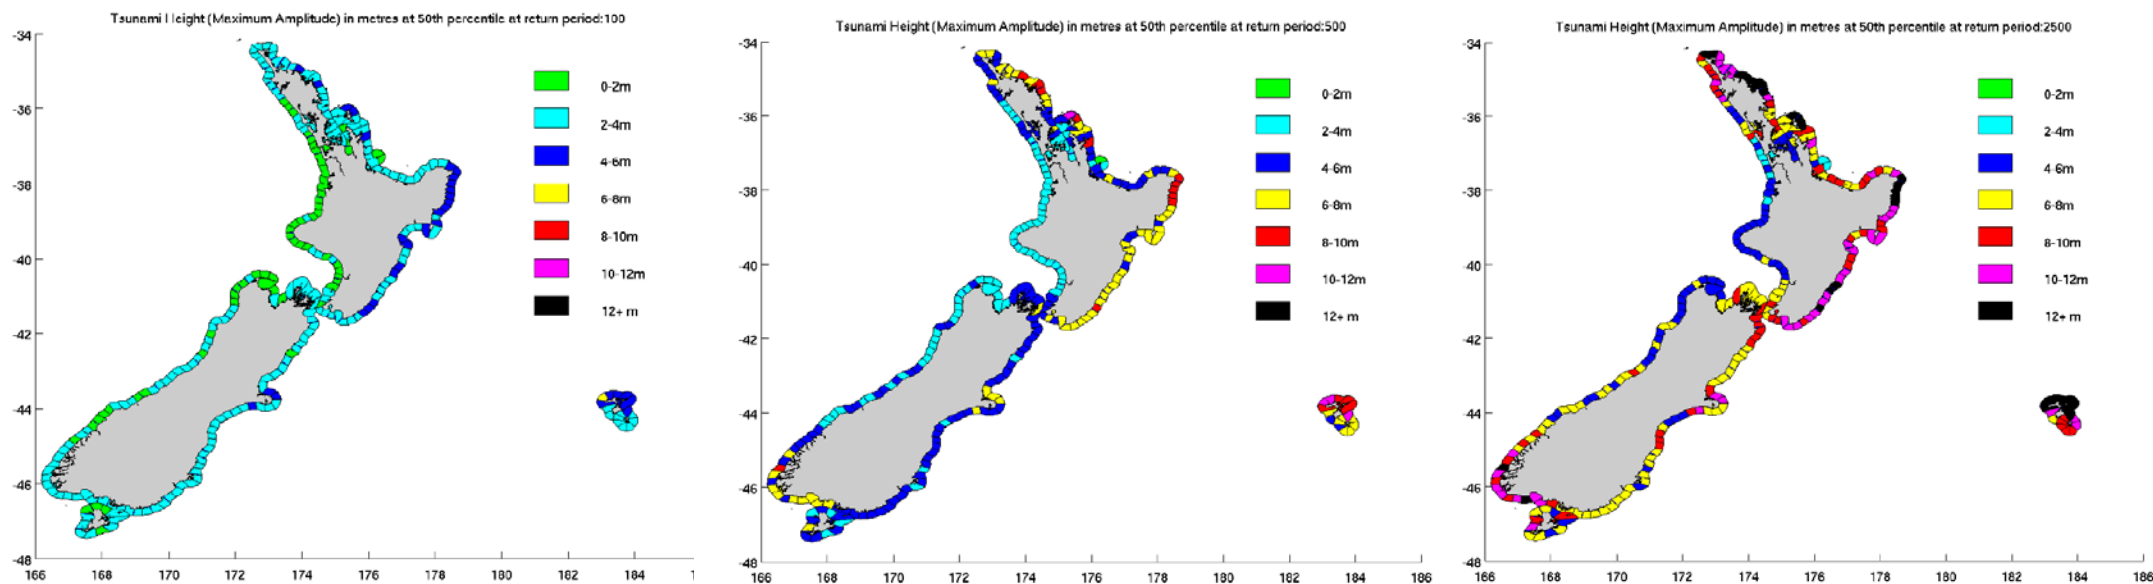 Tsunami Height (Maximum Amplitude) in metres at 50th percentile at return period:100
-34
-36
-38
-40
-42
-44
-46
-48
166 168 170 172 174 176 178 180 182 184
0-2m
2-4m
4-6m
6-8m
8-10m
10-12m
12+ m
Tsunami Height (Maximum Amplitude) in metres at 50th percentile at return period:500
-34
-36
-38
-40
-42
-44
-46
-48
166 168 170 172 174 176 178 180 182 184 186
0-2m
2-4m
4-6m
6-8m
8-10m
10-12m
12+ m
Tsunami Height (Maximum Amplitude) in metres at 50th percentile at return period:2500
-34
-36
-38
-40
-42
-44
-46
-48
166 168 170 172 174 176 178 180 182 184 186
0-2m
2-4m
4-6m
6-8m
8-10m
10-12m
12+ m